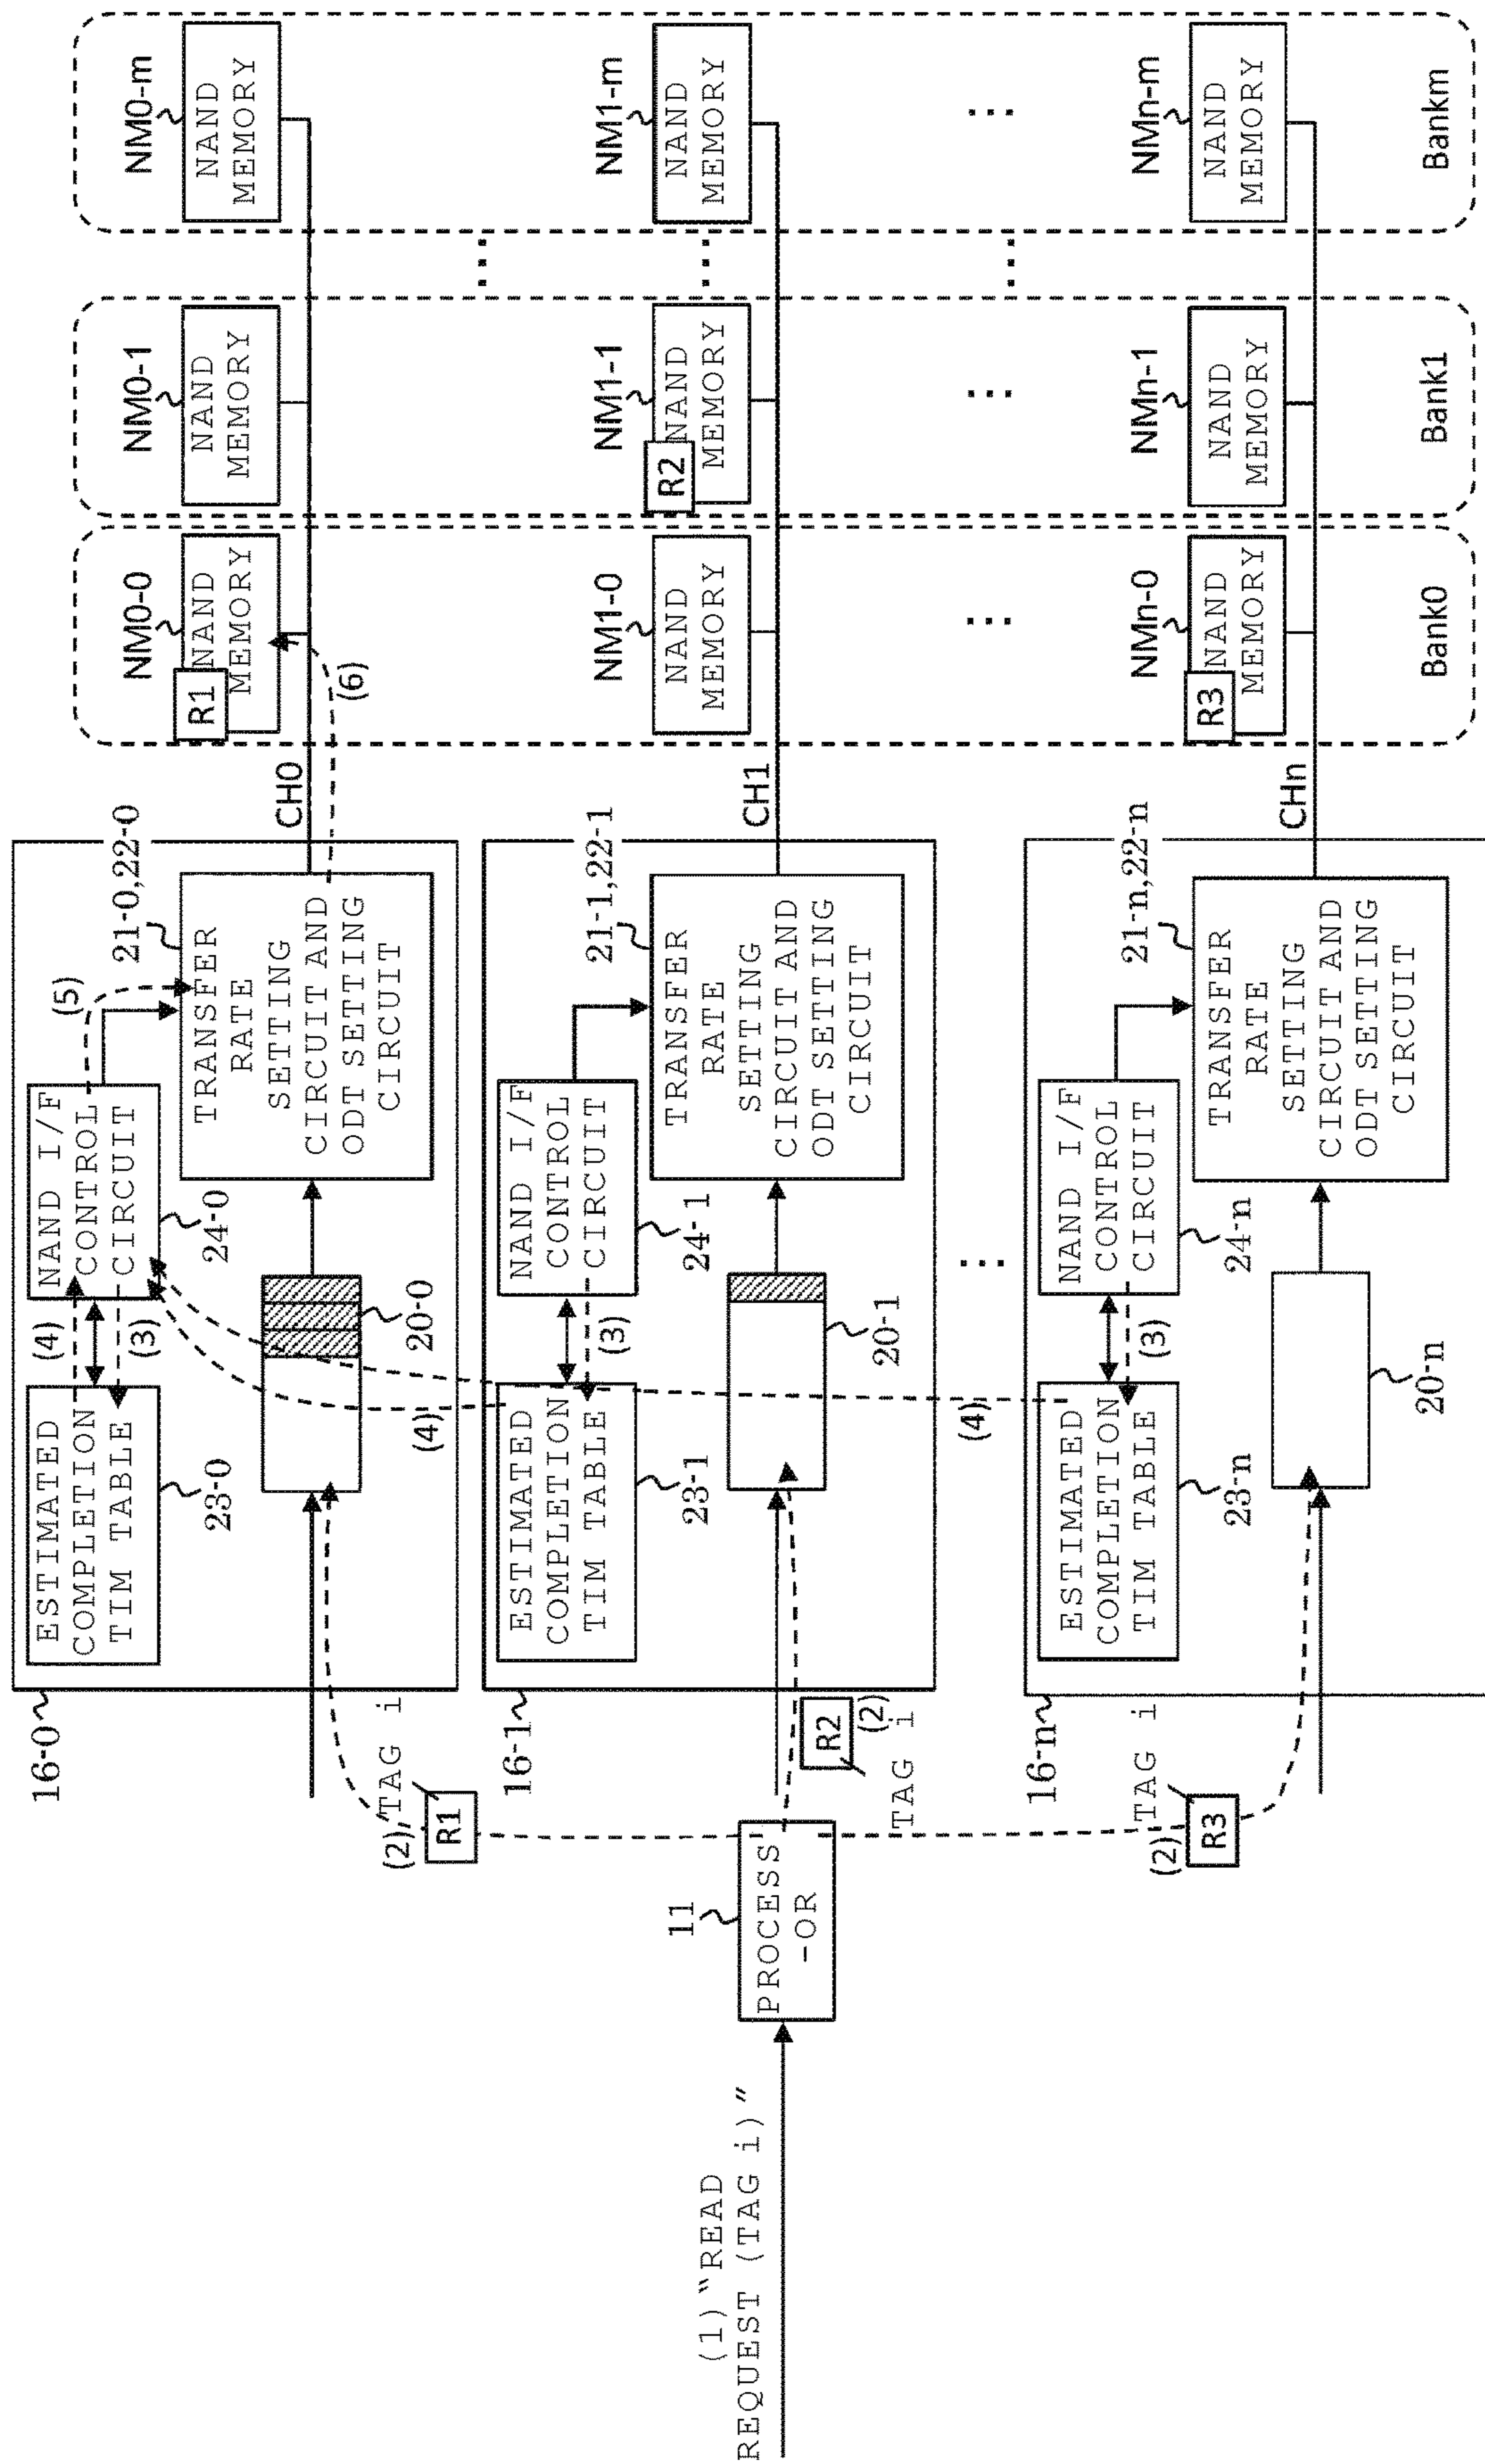 (1)“READ
REQUEST (TAG i)”
11
PROCESS
-OR
(2)
TAG i
R1
R2
(2)
TAG i
(2)
TAG i
R3
16-0
ESTIMATED
COMPLETION
TIM TABLE
23-0
(4)
(3)
NAND I/F
CONTROL
CIRCUIT
24-0
(5)
20-0
21-0,22-0
TRANSFER
RATE
SETTING
CIRCUIT AND
ODT SETTING
CIRCUIT
CH0
(6)
16-1
ESTIMATED
COMPLETION
TIM TABLE
23-1
(4)
(3)
NAND I/F
CONTROL
CIRCUIT
24-1
20-1
21-1,22-1
TRANSFER
RATE
SETTING
CIRCUIT AND
ODT SETTING
CIRCUIT
CH1
...
16-n
ESTIMATED
COMPLETION
TIM TABLE
23-n
(4)
(3)
NAND I/F
CONTROL
CIRCUIT
24-n
20-n
21-n,22-n
TRANSFER
RATE
SETTING
CIRCUIT AND
ODT SETTING
CIRCUIT
CHn
NM0-0
R1
NAND
MEMORY
NM0-1
NAND
MEMORY
...
NM0-m
NAND
MEMORY
NM1-0
NAND
MEMORY
NM1-1
R2
NAND
MEMORY
...
NM1-m
NAND
MEMORY
...
...
...
...
NMn-0
R3
NAND
MEMORY
NMn-1
NAND
MEMORY
NMn-m
NAND
MEMORY
Bank0
Bank1
Bankm